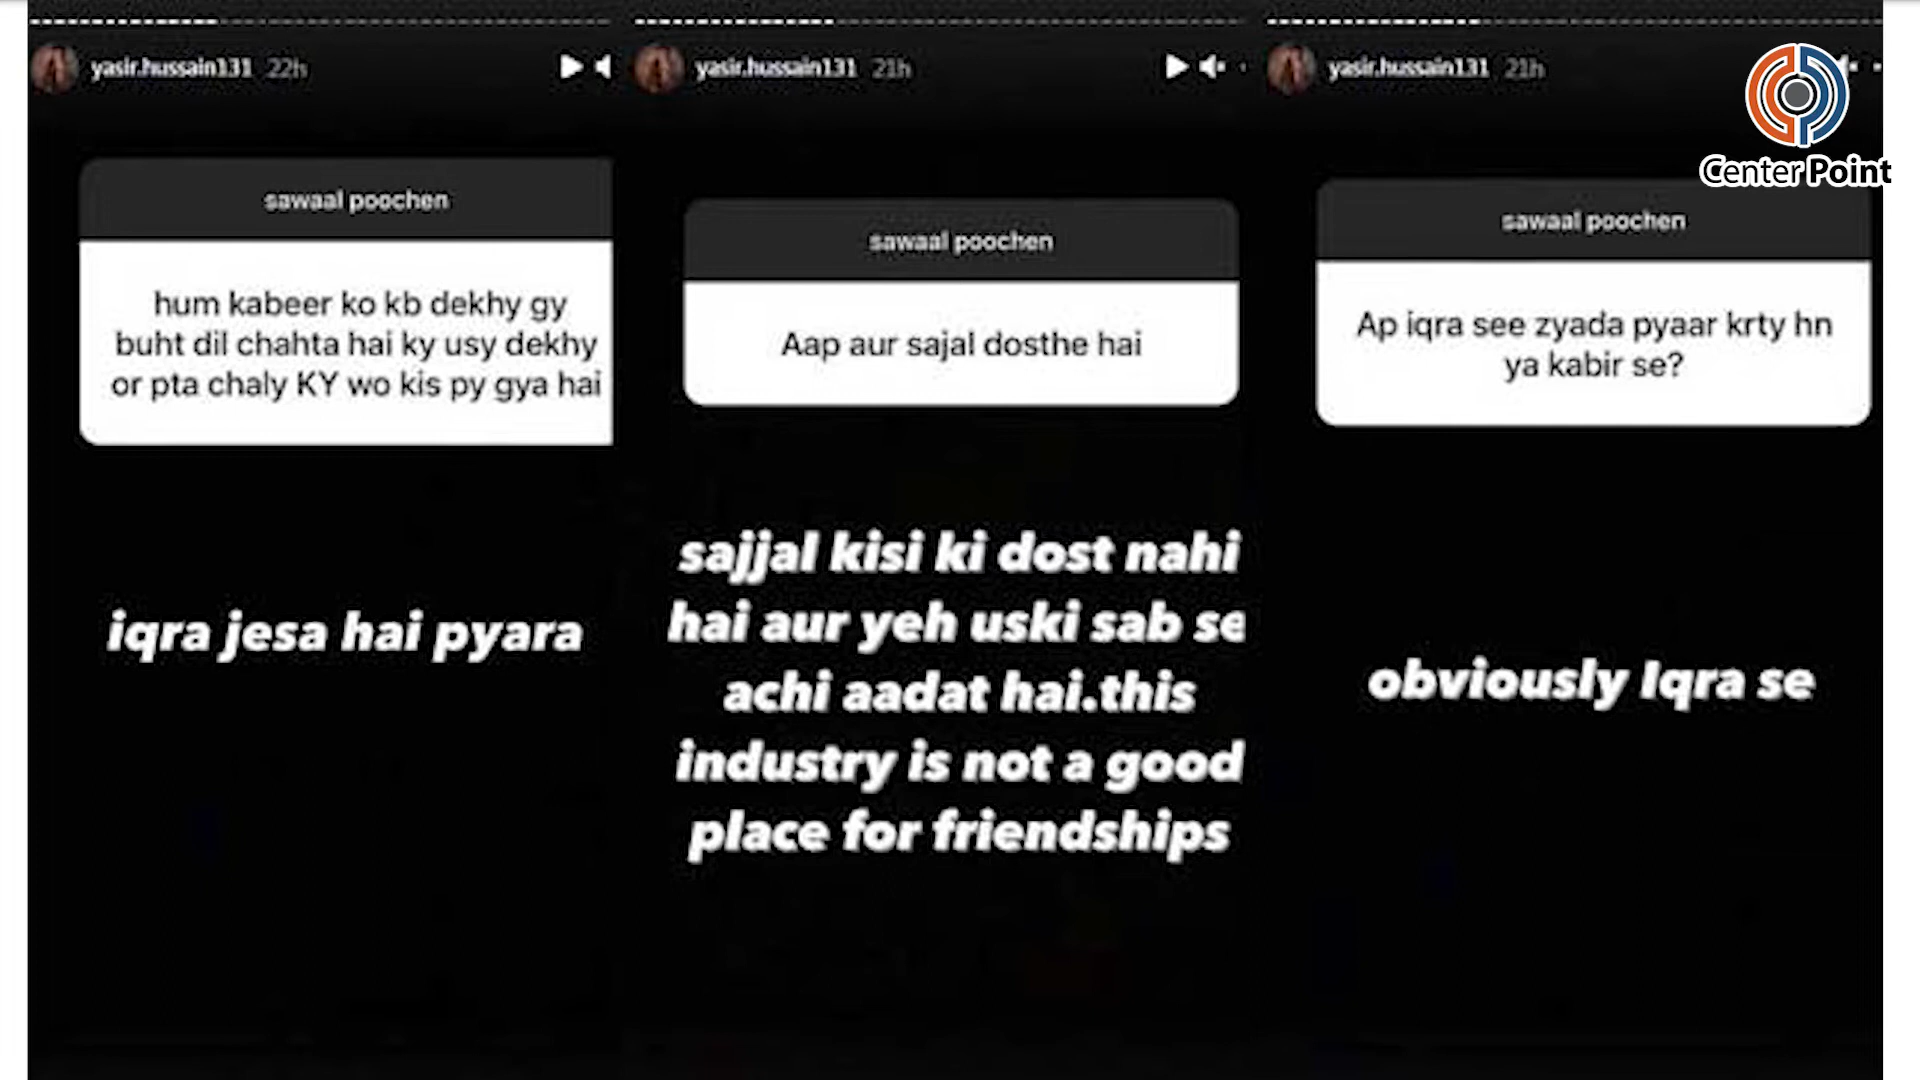 yasir.hussain131 22h
sawaal poochen
hum kabeer ko kb dekhy gy
buht dil chahta hai ky usy dekhy
or pta chaly KY wo kis py gya hai
iqra jesa hai pyara
yasir.hussain131 21h
sawaal poochen
Aap aur sajal dosthe hai
sajjal kisi ki dost nahi
hai aur yeh uski sab se
achi aadat hai.this
industry is not a good
place for friendships
yasir.hussain131 21h
Center Point
sawaal poochen
Ap iqra see zyada pyaar krty hn
ya kabir se?
obviously Iqra se